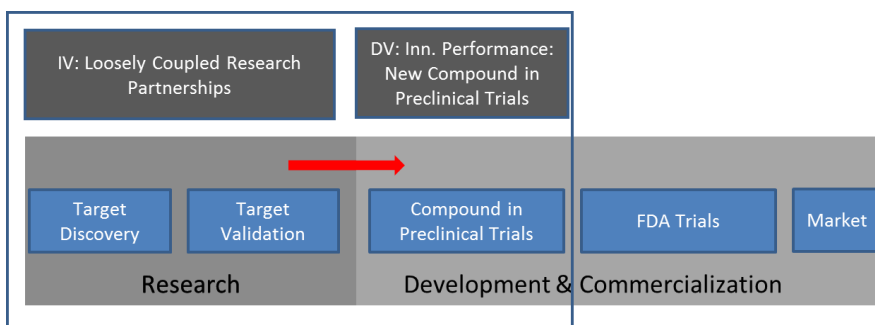 IV: Loosely Coupled Research
Partnerships
DV: Inn. Performance:
New Compound in
Preclinical Trials
Target
Discovery
Target
Validation
Compound in
Preclinical Trials
FDA Trials
Market
Research
Development & Commercialization